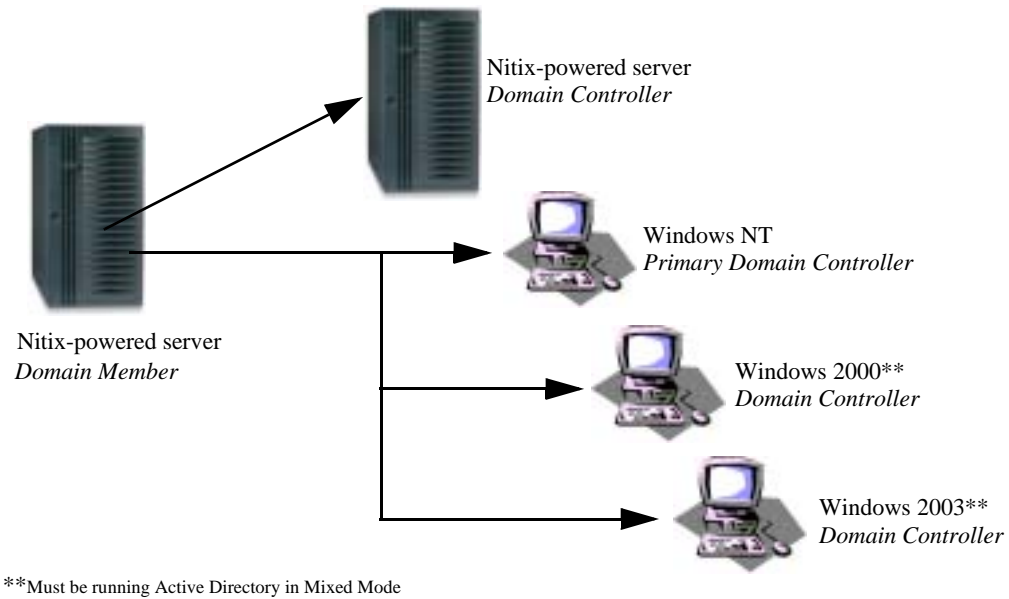 Nitix-powered server
Domain Controller
Windows NT
Primary Domain Controller
Nitix-powered server
Domain Member
Windows 2000**
Domain Controller
Windows 2003**
Domain Controller
**Must be running Active Directory in Mixed Mode